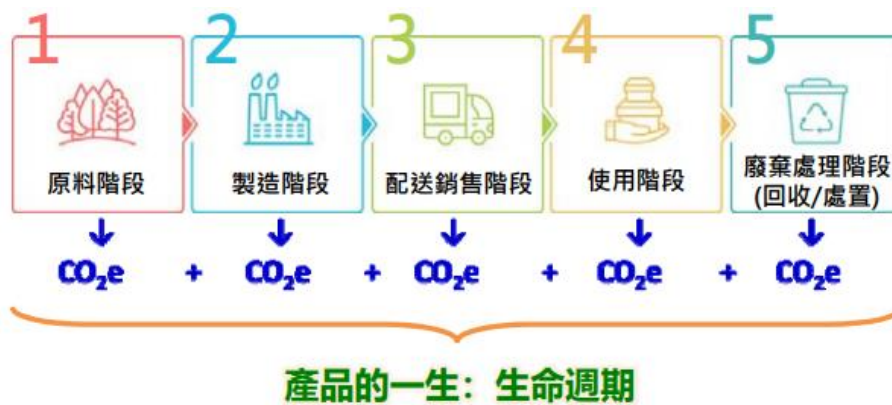 1 2 3 4 5
原料階段 製造階段 配送銷售階段 使用階段 廢棄處理階段
(回收/處置)
CO₂e + CO₂e + CO₂e + CO₂e + CO₂e
產品的一生：生命週期